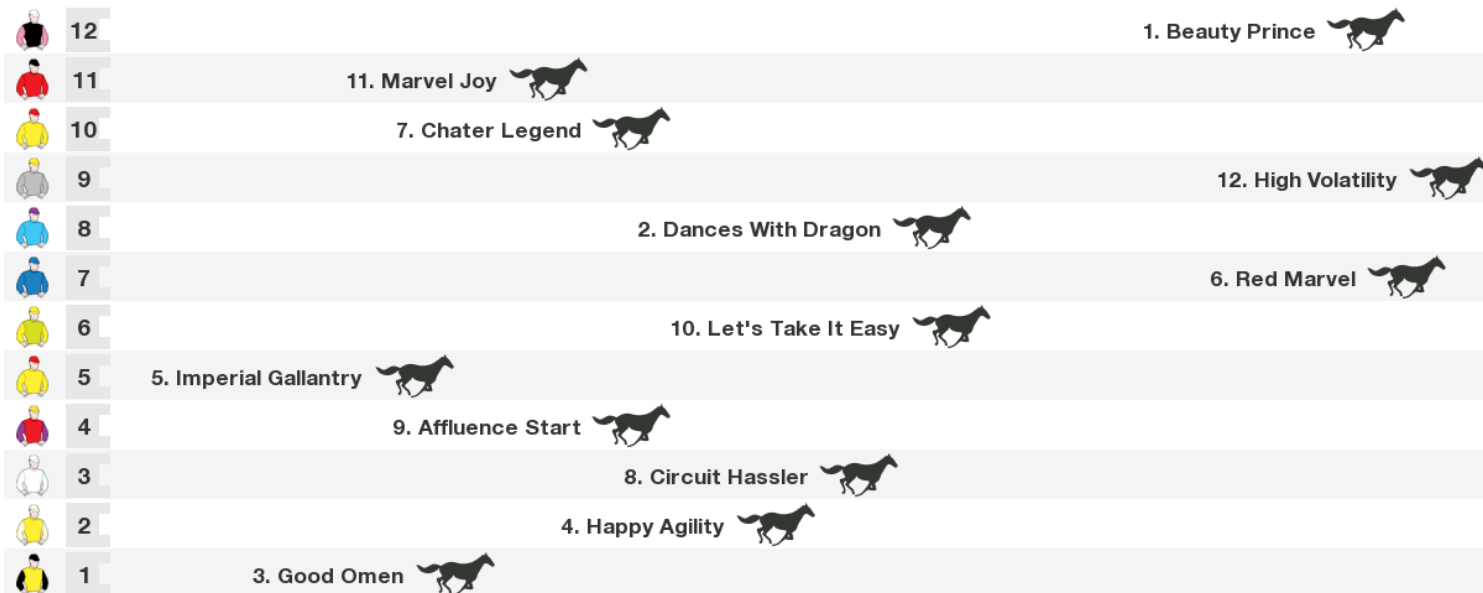 12 1. Beauty Prince
11 11. Marvel Joy
10 7. Chater Legend
9 12. High Volatility
8 2. Dances With Dragon
7 6. Red Marvel
6 10. Let's Take It Easy
5 5. Imperial Gallantry
4 9. Affluence Start
3 8. Circuit Hassler
2 4. Happy Agility
1 3. Good Omen